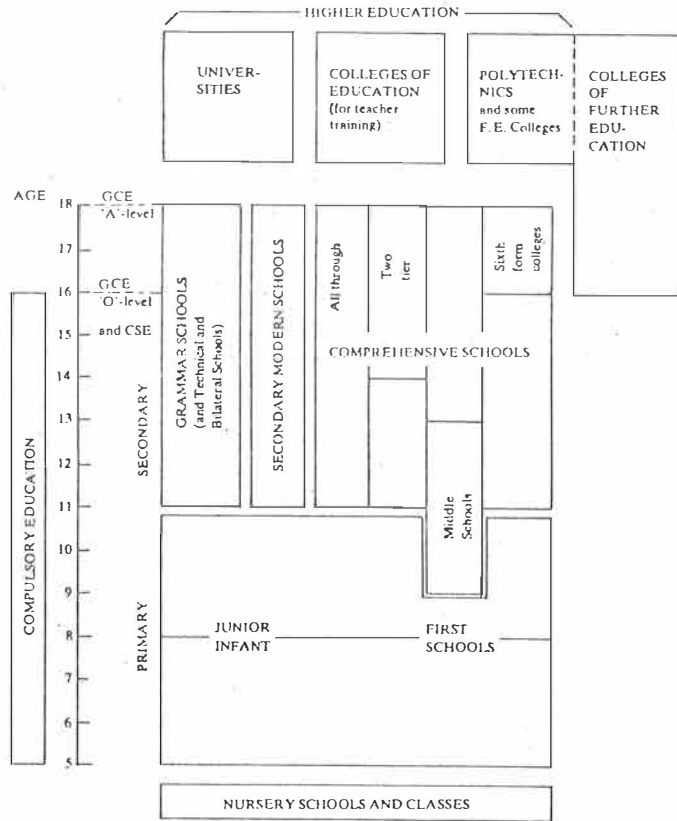 HIGHER EDUCATION
UNIVER-
SITIES
COLLEGES OF
EDUCATION
(for teacher
training)
POLYTECH-
NICS
and some
F.E. Colleges
COLLEGES
OF
FURTHER
EDU-
CATION
AGE
GCE
'A'-level
GCE
'O'-level
and CSE
18
17
16
15
14
13
12
11
10
9
8
7
6
5
COMPULSORY EDUCATION
SECONDARY
PRIMARY
GRAMMAR SCHOOLS
(and Technical and
Bilateral Schools)
SECONDARY MODERN SCHOOLS
All through
Two
tier
Sixth
form
colleges
COMPREHENSIVE SCHOOLS
Middle
Schools
JUNIOR
INFANT
FIRST
SCHOOLS
NURSERY SCHOOLS AND CLASSES